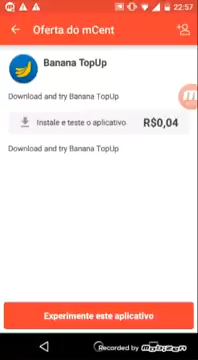 22:57
Oferta do mCent
Banana TopUp
Download and try Banana TopUp
Instale e teste o aplicativo R$0,04
Download and try Banana TopUp
Experimente este aplicativo
Recorded by Mobizen